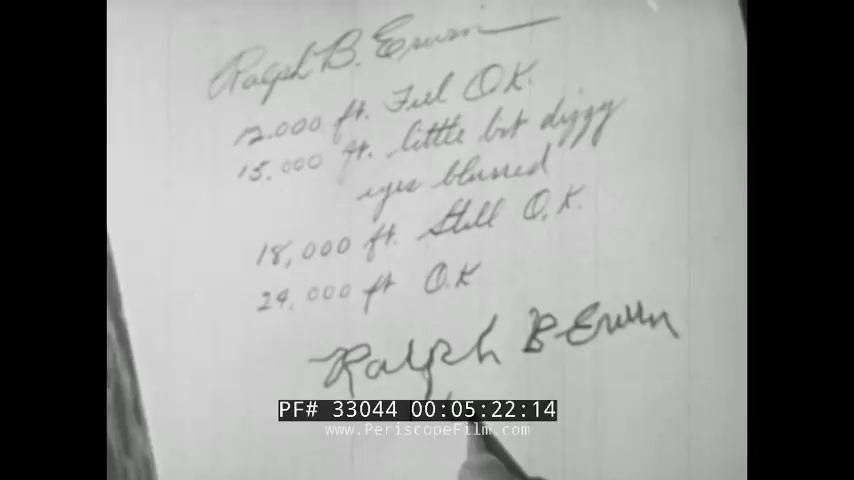 Ralph B. Erwin
12.000 ft. Feel O.K.
15.000 ft. little bit dizzy
eyes blurred
18,000 ft. Still O.K.
24,000 ft O.K
Ralph B Erwin
PF# 33044 00:05:22:14
www.PeriscopeFilm.com